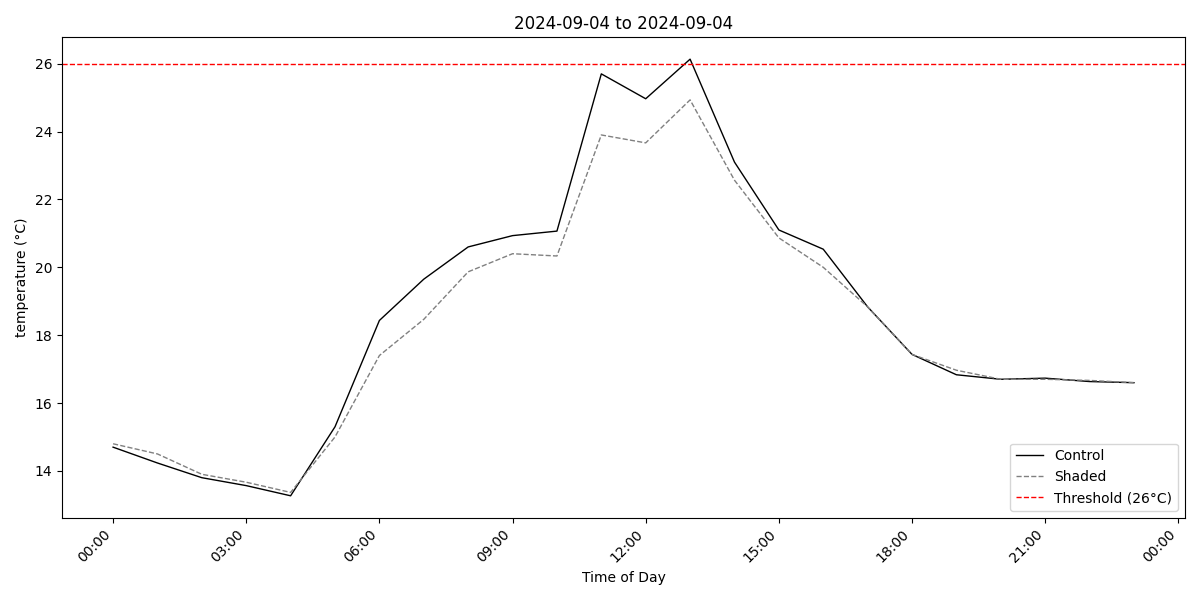 2024-09-04 to 2024-09-04
temperature (°C)
26
24
22
20
18
16
14
Control
Shaded
Threshold (26°C)
00:00
03:00
06:00
09:00
12:00
15:00
18:00
21:00
00:00
Time of Day